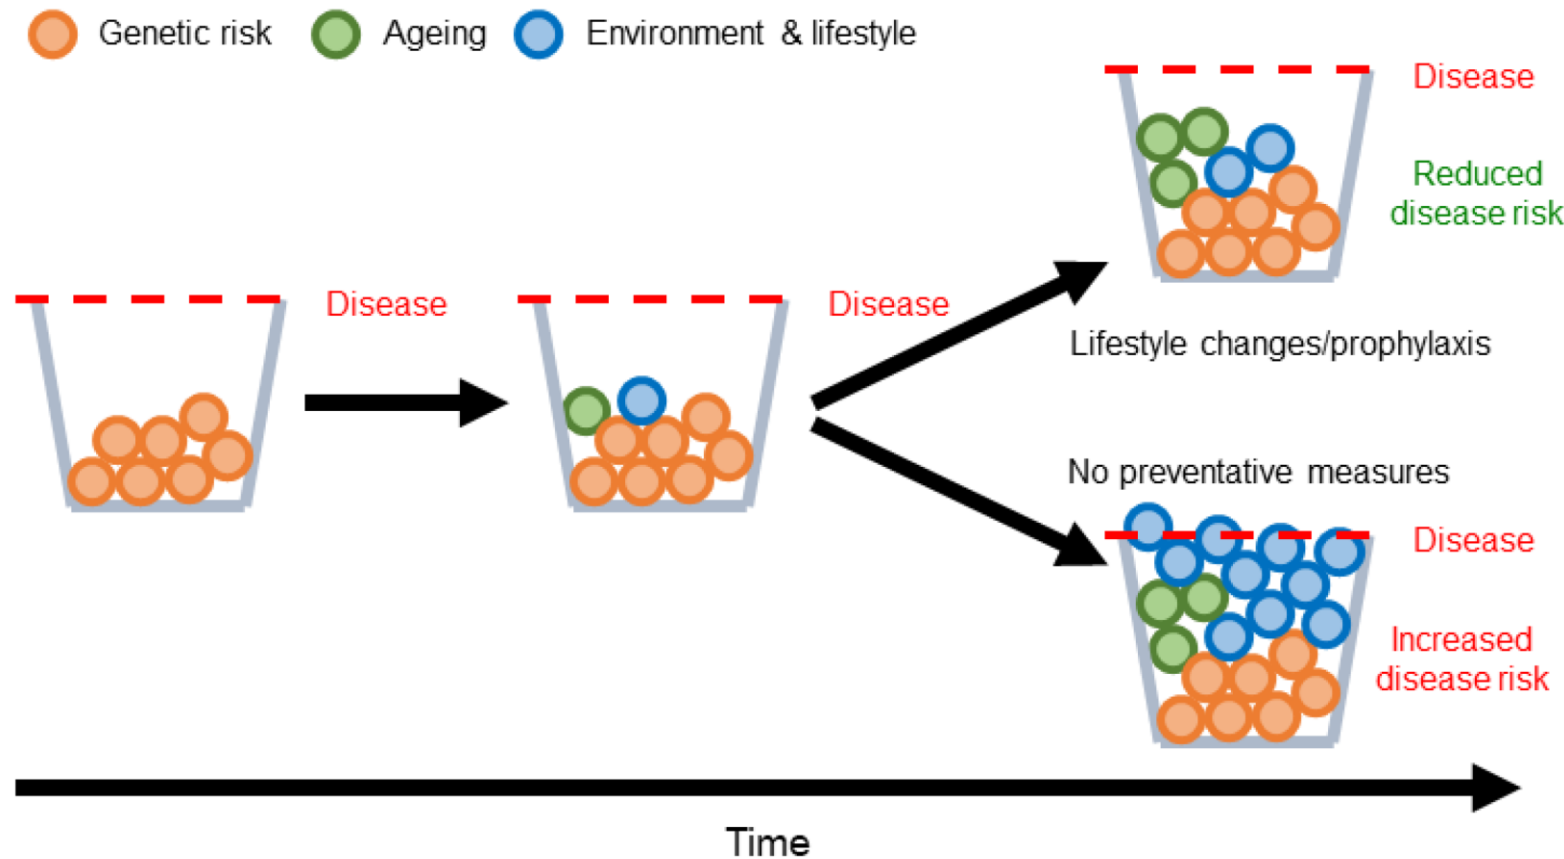 Genetic risk
Ageing
Environment & lifestyle
Disease
Reduced
disease risk
Disease
Disease
Lifestyle changes/prophylaxis
No preventative measures
Disease
Increased
disease risk
Time